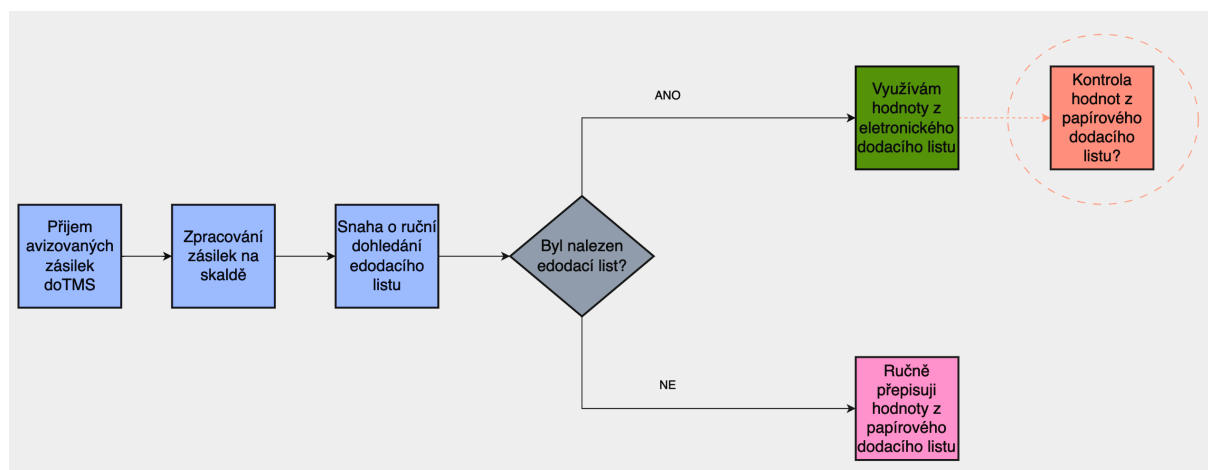 Přijem
avizovaných
zásilek
doTMS
Zpracování
zásilek na
skaldě
Snaha o ruční
dohledání
edodacího
listu
Byl nalezen
edodací list?
ANO
Využívám
hodnoty z
eletronického
dodacího listu
Kontrola
hodnot z
papírového
dodacího
listu?
NE
Ručně
přepisuji
hodnoty z
papírového
dodacího listu